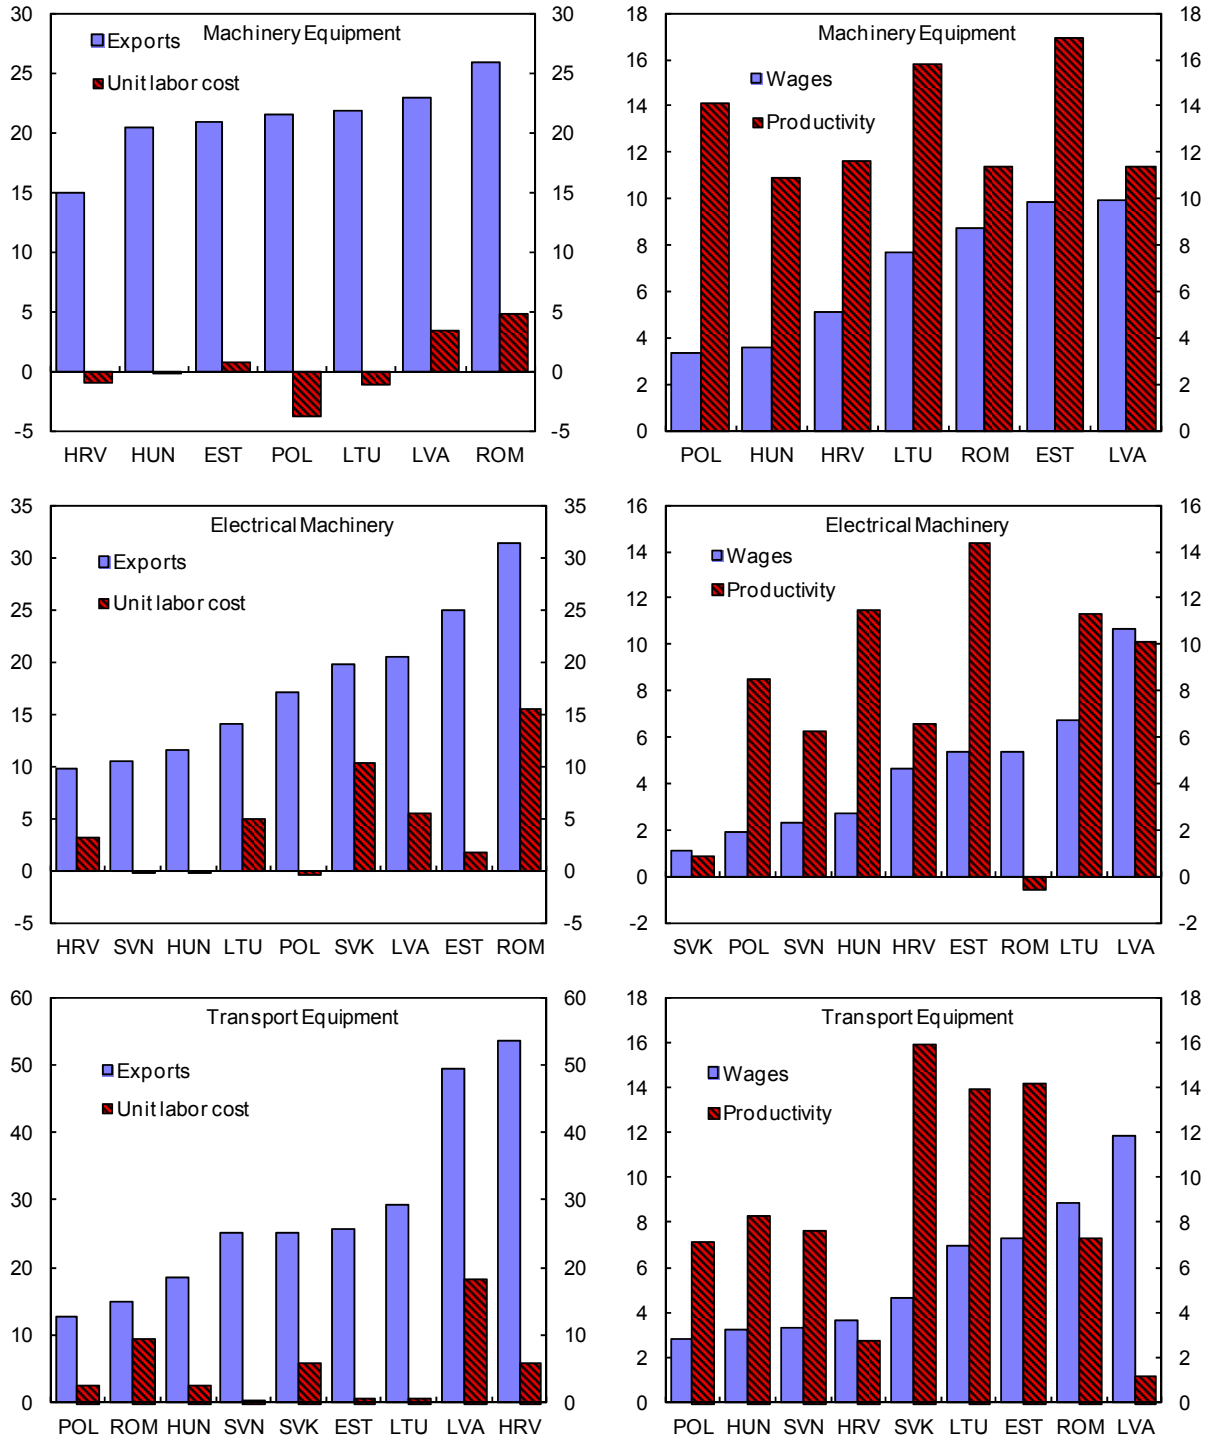 Machinery Equipment
Exports
Unit labor cost
30 25 20 15 10 5 0 -5
30 25 20 15 10 5 0 -5
HRV HUN EST POL LTU LVA ROM
Machinery Equipment
Wages
Productivity
18 16 14 12 10 8 6 4 2 0
18 16 14 12 10 8 6 4 2 0
POL HUN HRV LTU ROM EST LVA
Electrical Machinery
Exports
Unit labor cost
35 30 25 20 15 10 5 0 -5
35 30 25 20 15 10 5 0 -5
HRV SVN HUN LTU POL SVK LVA EST ROM
Electrical Machinery
Wages
Productivity
16 14 12 10 8 6 4 2 0 -2
16 14 12 10 8 6 4 2 0 -2
SVK POL SVN HUN HRV EST ROM LTU LVA
Transport Equipment
Exports
Unit labor cost
60 50 40 30 20 10 0
60 50 40 30 20 10 0
POL ROM HUN SVN SVK EST LTU LVA HRV
Transport Equipment
Wages
Productivity
18 16 14 12 10 8 6 4 2 0
18 16 14 12 10 8 6 4 2 0
POL HUN SVN HRV SVK LTU EST ROM LVA